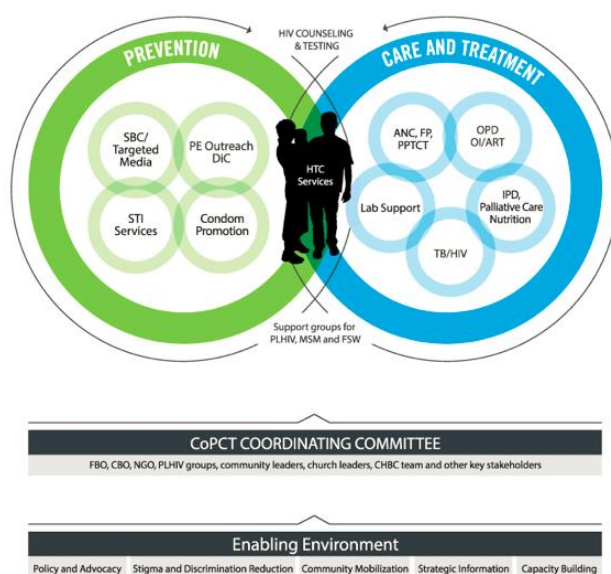 HIV COUNSELING
& TESTING
PREVENTION
CARE AND TREATMENT
SBC/
Targeted
Media
PE Outreach
DiC
STI
Services
Condom
Promotion
HTC
Services
ANC, FP,
PPTCT
OPD
OI/ART
Lab Support
IPD,
Palliative Care
Nutrition
TB/HIV
Support groups for
PLHIV, MSM and FSW
CoPCT COORDINATING COMMITTEE
FBO, CBO, NGO, PLHIV groups, community leaders, church leaders, CHBC team and other key stakeholders
Enabling Environment
Policy and Advocacy
Stigma and Discrimination Reduction
Community Mobilization
Strategic Information
Capacity Building